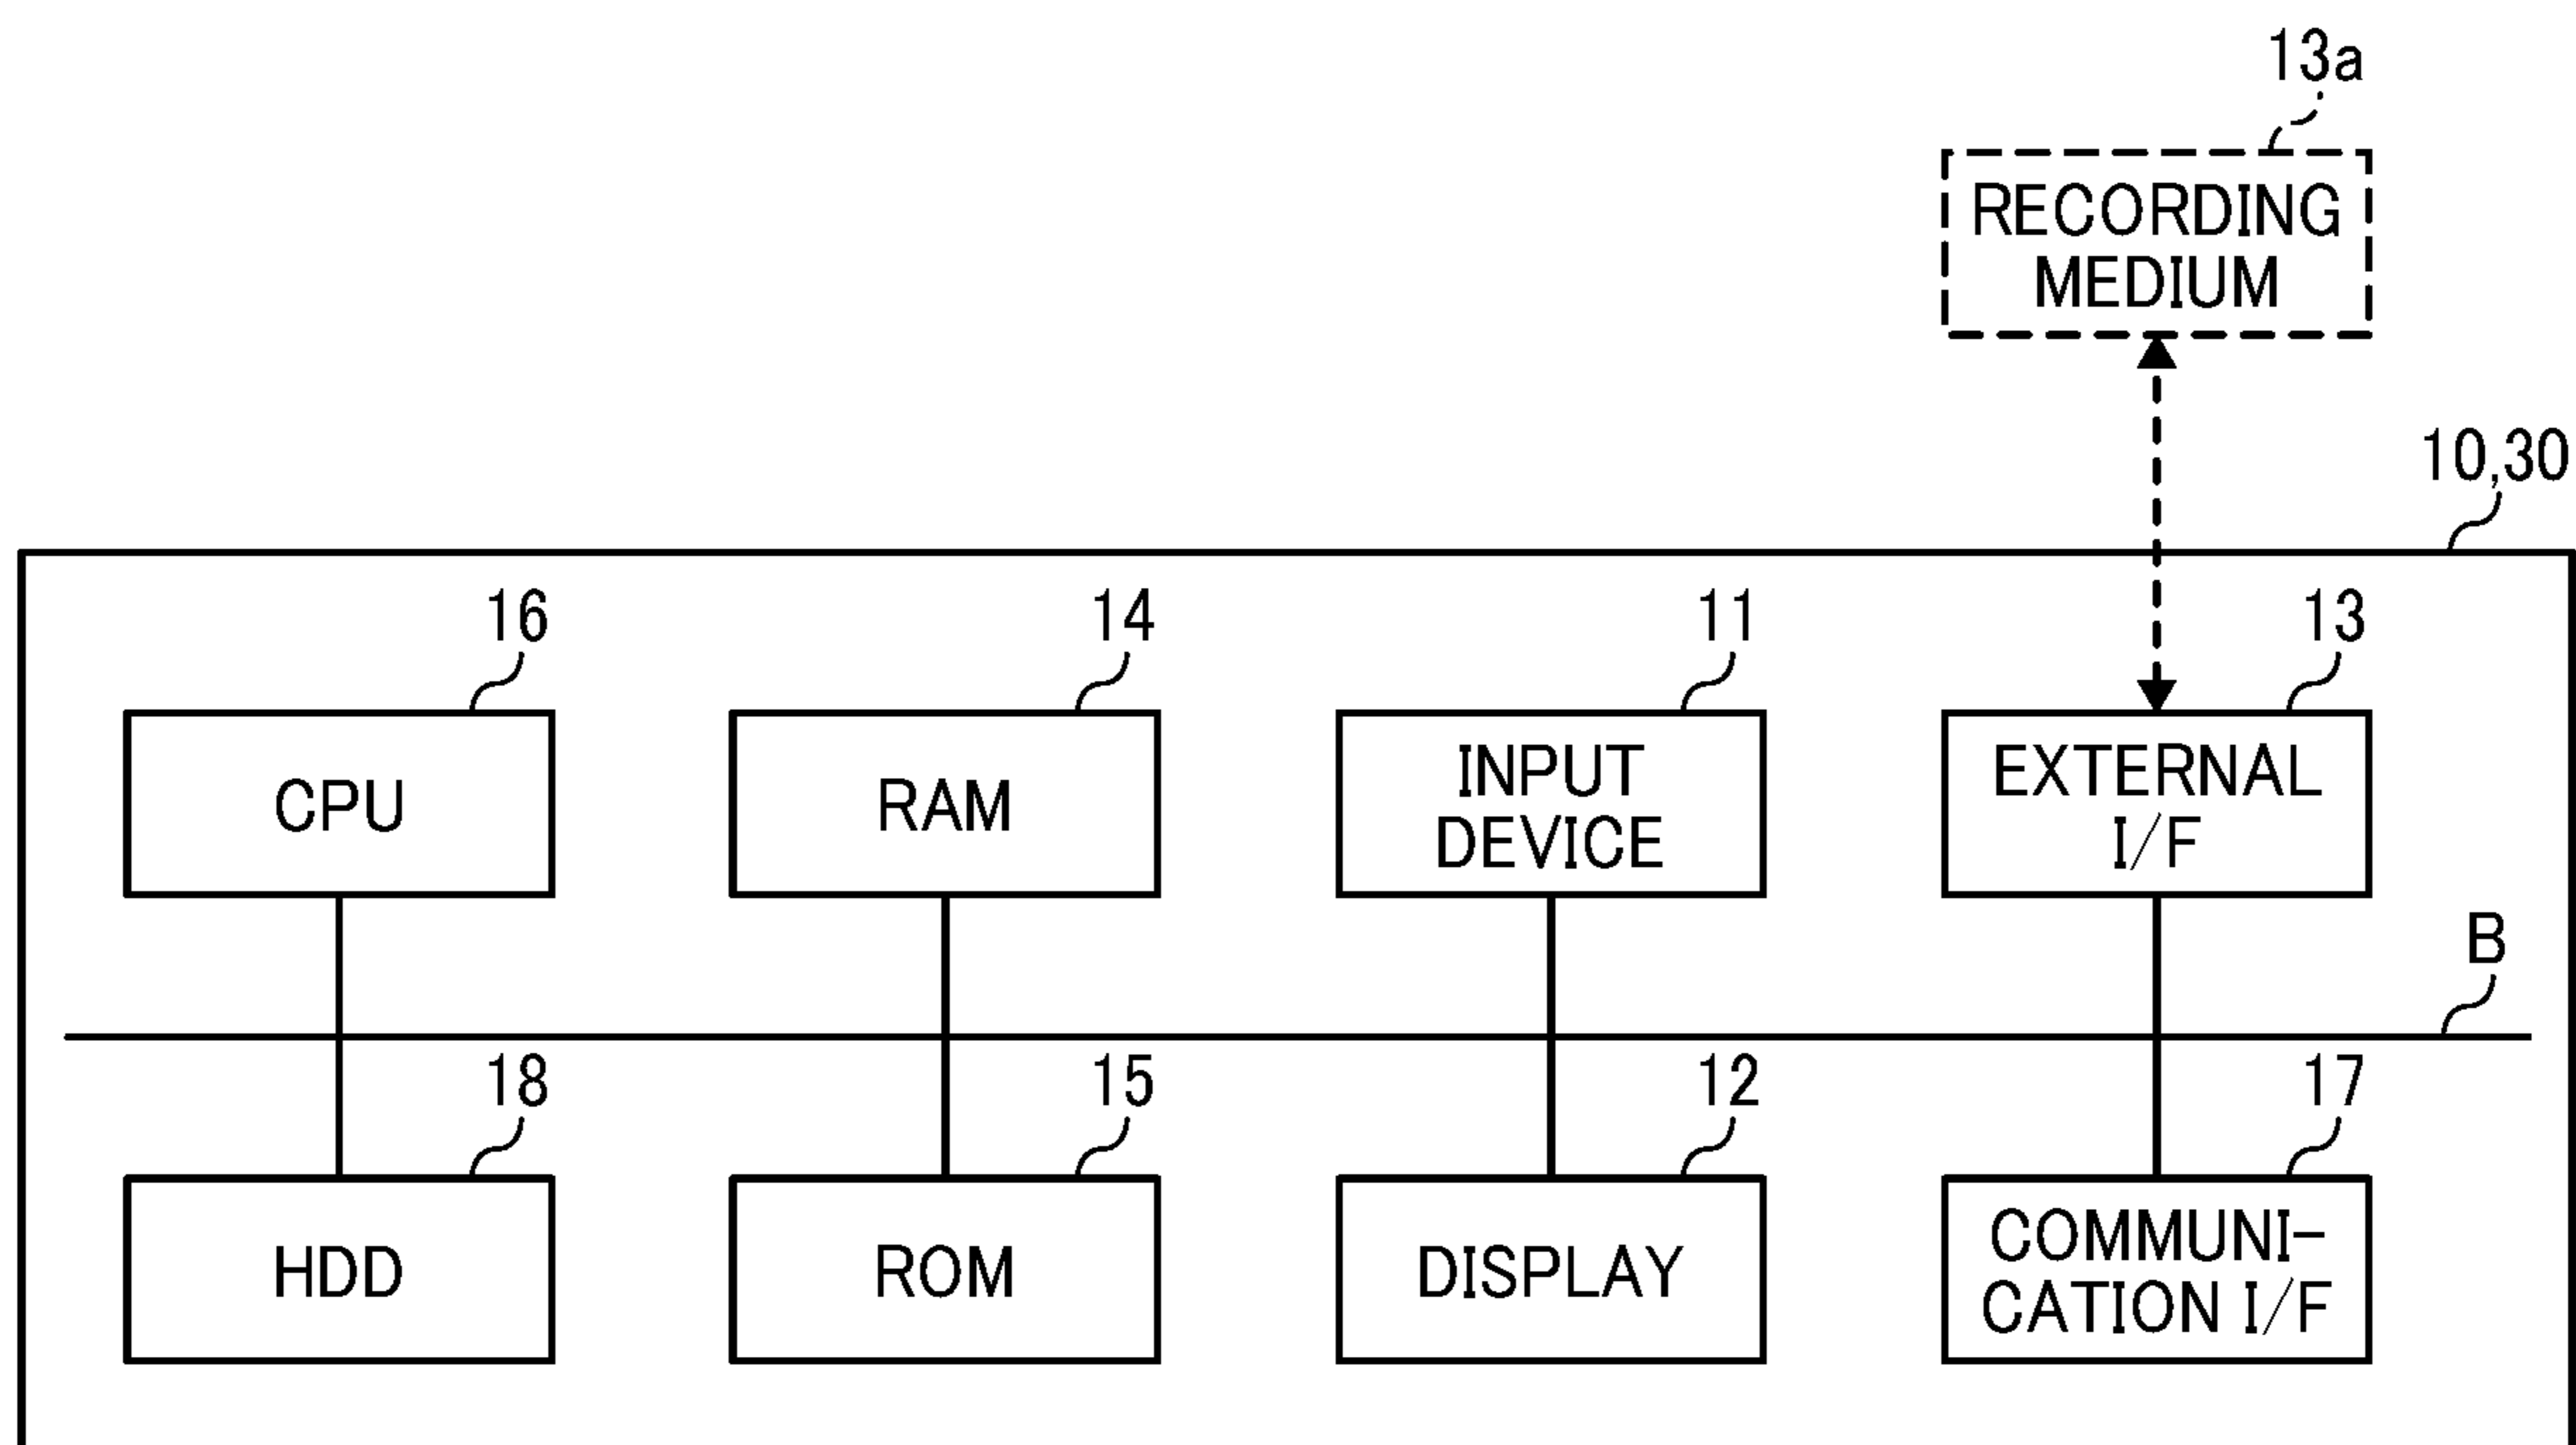 13a
RECORDING
MEDIUM
10,30
16
14
11
13
CPU
RAM
INPUT
DEVICE
EXTERNAL
I/F
B
18
15
12
17
HDD
ROM
DISPLAY
COMMUNI-
CATION I/F